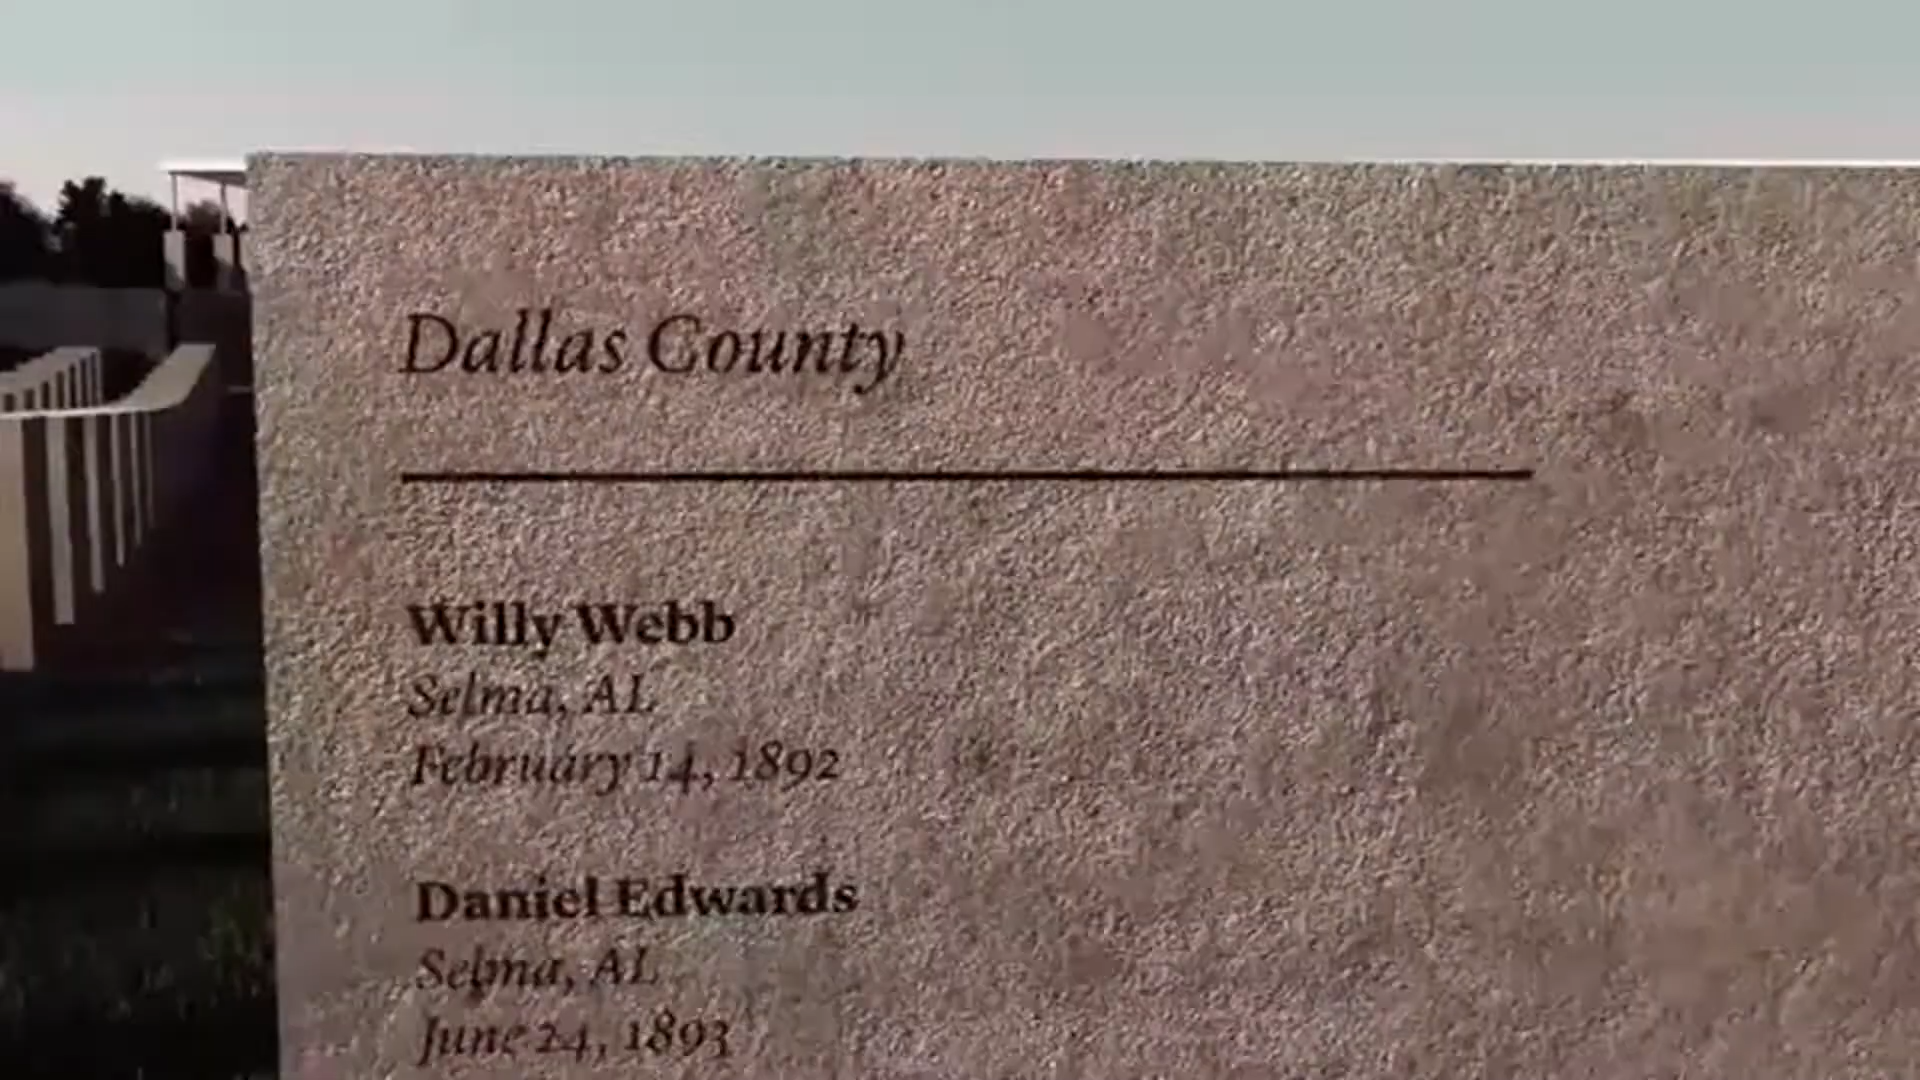 Dallas County
Willy Webb
Selma, AL
February 14, 1892
Daniel Edwards
Selma, AL
June 24, 1893